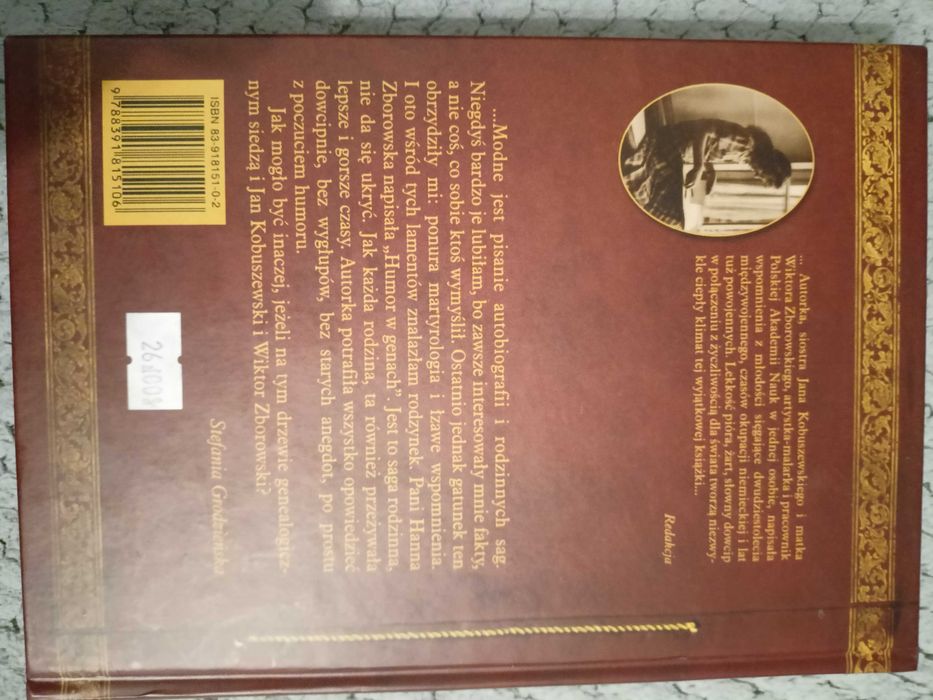 ... Autorka, siostra Jana Kobuszewskiego i matka
Wiktora Zborowskiego, artystka-malarka i pracownik
Polskiej Akademii Nauk w jednej osobie, napisała
wspomnienia z młodości sięgające dwudziestolecia
międzywojennego, czasów okupacji niemieckiej i lat
tuż powojennych. Lekkość pióra, żart, słowny dowcip
w połączeniu z życzliwością dla świata tworzą niezwy-
kle ciepły klimat tej wyjątkowej książki...
Redakcja
...Modne jest pisanie autobiografii i rodzinnych sag.
Niegdyś bardzo je lubiłam, bo zawsze interesowały mnie fakty,
a nie coś, co sobie ktoś wymyślił. Ostatnio jednak gatunek ten
obrzydziły mi: ponura martyrologia i łzawe wspomnienia.
I oto wśród tych lamentów znalazłam rodzynek. Pani Hanna
Zborowska napisała „Humor w genach”. Jest to saga rodzinna,
nie da się ukryć. Jak każda rodzina, ta również przeżywała
lepsze i gorsze czasy. Autorka potrafiła wszystko opowiedzieć
dowcipnie, bez wygłupów, bez starych anegdot, po prostu
z poczuciem humoru.
Jak mogło być inaczej, jeżeli na tym drzewie genealogicz-
nym siedzą i Jan Kobuszewski i Wiktor Zborowski?
Stefania Grodzieńska
ISBN 83-918151-0-2
9 788391 815106